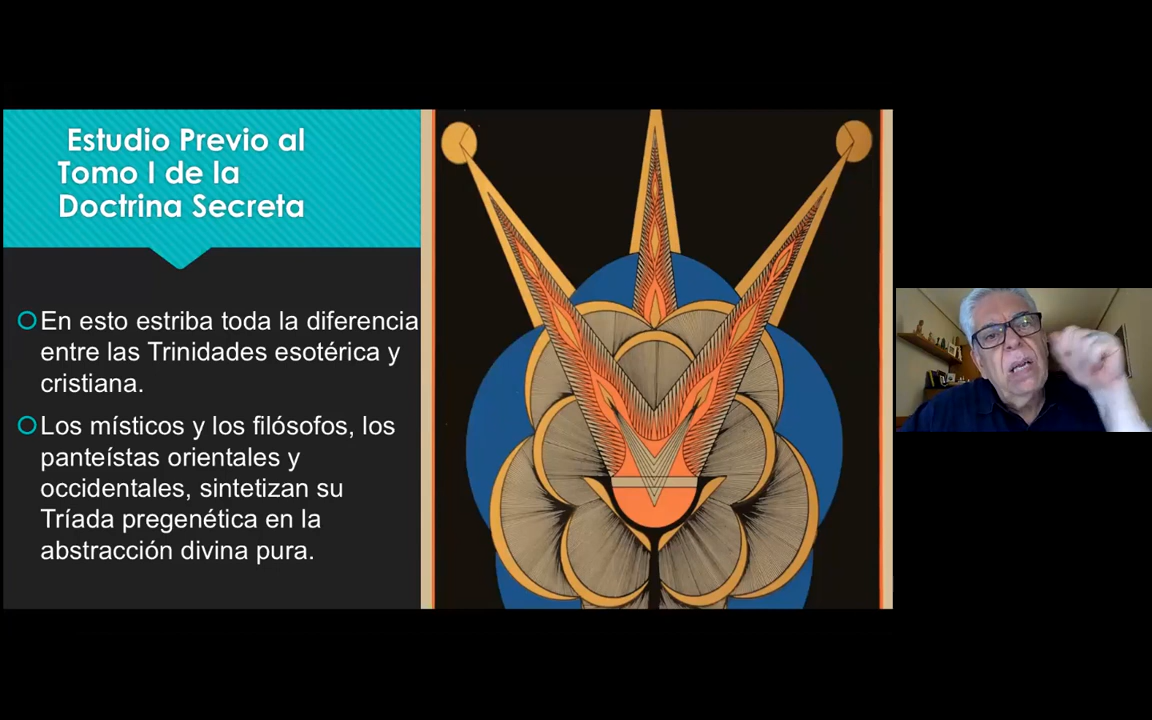 Estudio Previo al
Tomo I de la
Doctrina Secreta
En esto estriba toda la diferencia
entre las Trinidades esotérica y
cristiana.
Los místicos y los filósofos, los
panteístas orientales y
occidentales, sintetizan su
Tríada pregenética en la
abstracción divina pura.